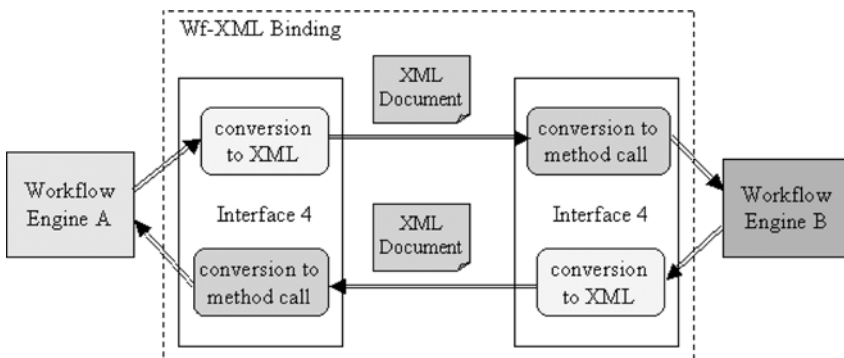 Wf-XML Binding
XML
Document
conversion
to XML
conversion to
method call
Workflow
Engine A
Interface 4
Interface 4
Workflow
Engine B
XML
Document
conversion to
method call
conversion
to XML